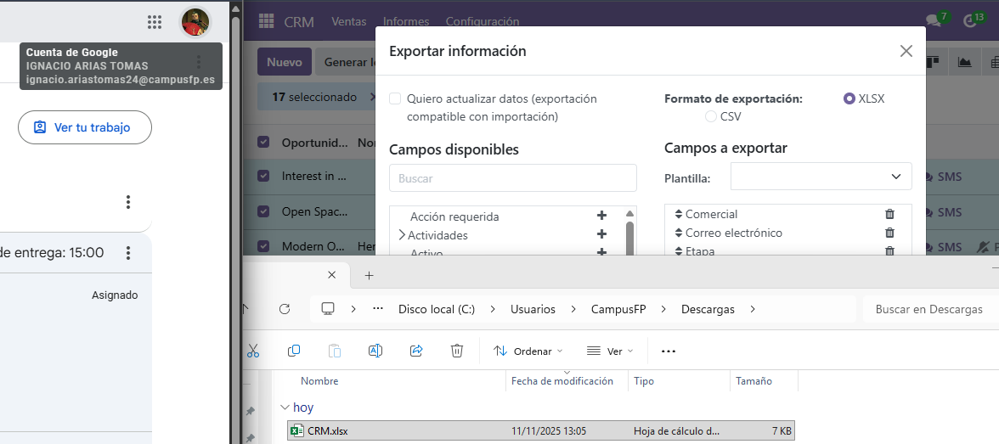 Cuenta de Google
IGNACIO ARIAS TOMAS
ignacio.ariastomas24@campusfp.es
Ver tu trabajo
de entrega: 15:00
Asignado
CRM Ventas Informes Configuración 7 13
Nuevo Generar
17 seleccionado
Oportunid...
Interest in ... SMS
Open Spac... SMS
Modern O... SMS
Exportar información
Quiero actualizar datos (exportación
compatible con importación)
Formato de exportación: XLSX
CSV
Campos disponibles
Buscar
Acción requerida
Actividades
Activo
Campos a exportar
Plantilla:
Comercial
Correo electrónico
Etapa
Disco local (C:) Usuarios CampusFP Descargas Buscar en Descargas
Ordenar Ver
Nombre Fecha de modificación Tipo Tamaño
hoy
CRM.xlsx 11/11/2025 13:05 Hoja de cálculo d... 7 KB